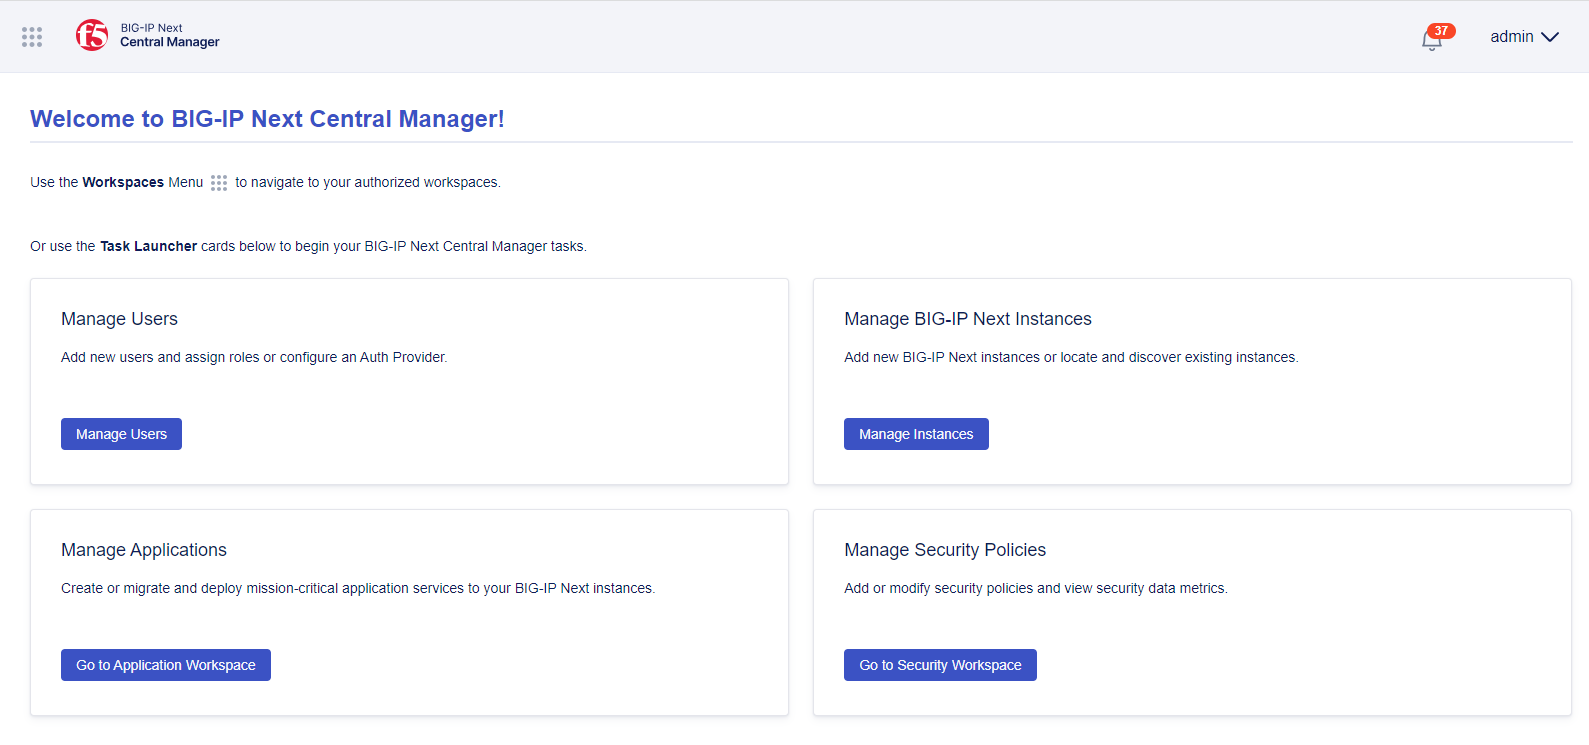 f5
BIG-IP Next
Central Manager
37
admin
Welcome to BIG-IP Next Central Manager!
Use the Workspaces Menu to navigate to your authorized workspaces.
Or use the Task Launcher cards below to begin your BIG-IP Next Central Manager tasks.
Manage Users
Add new users and assign roles or configure an Auth Provider.
Manage Users
Manage BIG-IP Next Instances
Add new BIG-IP Next instances or locate and discover existing instances.
Manage Instances
Manage Applications
Create or migrate and deploy mission-critical application services to your BIG-IP Next instances.
Go to Application Workspace
Manage Security Policies
Add or modify security policies and view security data metrics.
Go to Security Workspace